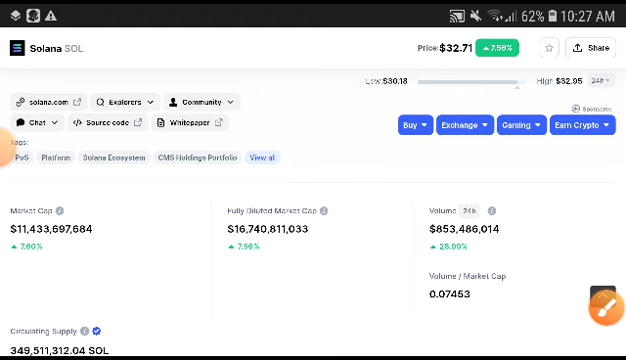 62% 10:27 AM
Solana SOL Price: $32.71 7.56% Share
Low: $30.18 High: $32.95 24h
solana.com Explorers Community
Sponsored
Chat Source code Whitepaper
Buy Exchange Gaming Earn Crypto
Tags:
PoS Platform Solana Ecosystem CMS Holdings Portfolio View all
Market Cap Fully Diluted Market Cap Volume 24h
$11,433,697,684 $16,740,811,033 $853,486,014
7.60% 7.56% 28.99%
Volume / Market Cap
0.07453
Circulating Supply
349,511,312.04 SOL